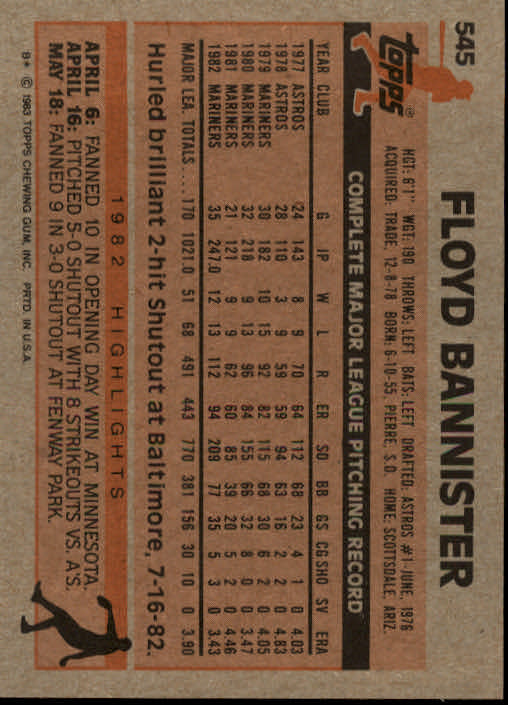 545
topps®
FLOYD BANNISTER
HGT: 6'1" WGT: 190 THROWS: LEFT BATS: LEFT DRAFTED: ASTROS #1-JUNE, 1976
ACQUIRED: TRADE, 12-8-78 BORN: 6-10-55, PIERRE, S.D. HOME: SCOTTSDALE, ARIZ.
COMPLETE MAJOR LEAGUE PITCHING RECORD
YEAR CLUB G IP W L R ER SO BB GS CG SHO SV ERA
1977 ASTROS 24 143 8 9 70 64 112 68 23 4 1 0 4.03
1978 ASTROS 28 110 3 9 59 59 94 63 16 2 2 0 4.83
1979 MARINERS 30 182 10 15 92 82 115 68 30 6 2 0 4.05
1980 MARINERS 32 218 9 13 96 84 155 66 32 8 0 0 3.47
1981 MARINERS 21 121 9 9 62 60 85 39 20 5 2 0 4.46
1982 MARINERS 35 247.0 12 13 112 94 209 77 35 5 3 0 3.43
MAJOR LEA. TOTALS.... 170 1021.0 51 68 491 443 770 381 156 30 10 0 3.90
Hurled brilliant 2-hit Shutout at Baltimore, 7-16-82.
1982 HIGHLIGHTS
APRIL 6: FANNED 10 IN OPENING DAY WIN AT MINNESOTA.
APRIL 16: PITCHED 5-0 SHUTOUT WITH 8 STRIKEOUTS VS. A'S.
MAY 18: FANNED 9 IN 3-0 SHUTOUT AT FENWAY PARK.
B* © 1983 TOPPS CHEWING GUM, INC. PRTD. IN U.S.A.